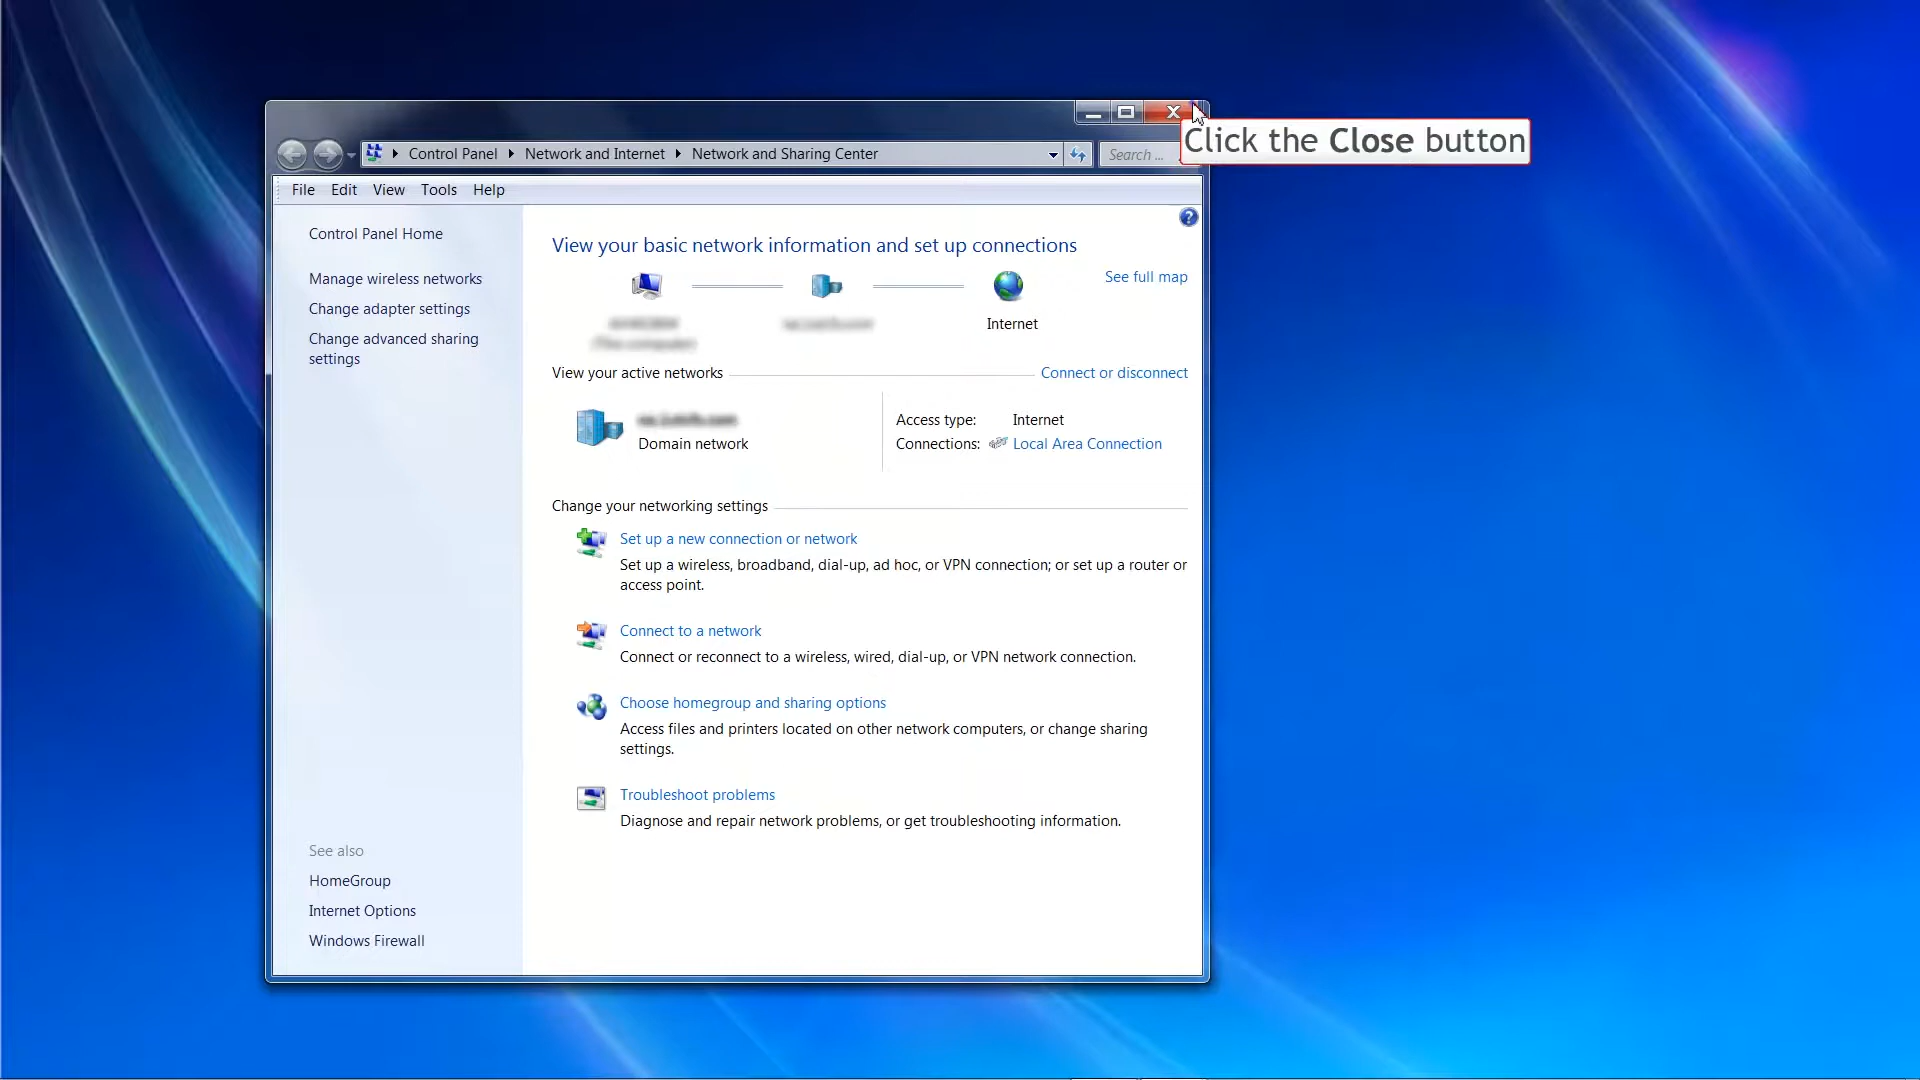 Click the Close button
Control Panel Network and Internet Network and Sharing Center Search ...
File Edit View Tools Help
Control Panel Home
Manage wireless networks
Change adapter settings
Change advanced sharing
settings
See also
HomeGroup
Internet Options
Windows Firewall
View your basic network information and set up connections
See full map
Internet
View your active networks Connect or disconnect
Domain network
Access type: Internet
Connections: Local Area Connection
Change your networking settings
Set up a new connection or network
Set up a wireless, broadband, dial-up, ad hoc, or VPN connection; or set up a router or
access point.
Connect to a network
Connect or reconnect to a wireless, wired, dial-up, or VPN network connection.
Choose homegroup and sharing options
Access files and printers located on other network computers, or change sharing
settings.
Troubleshoot problems
Diagnose and repair network problems, or get troubleshooting information.